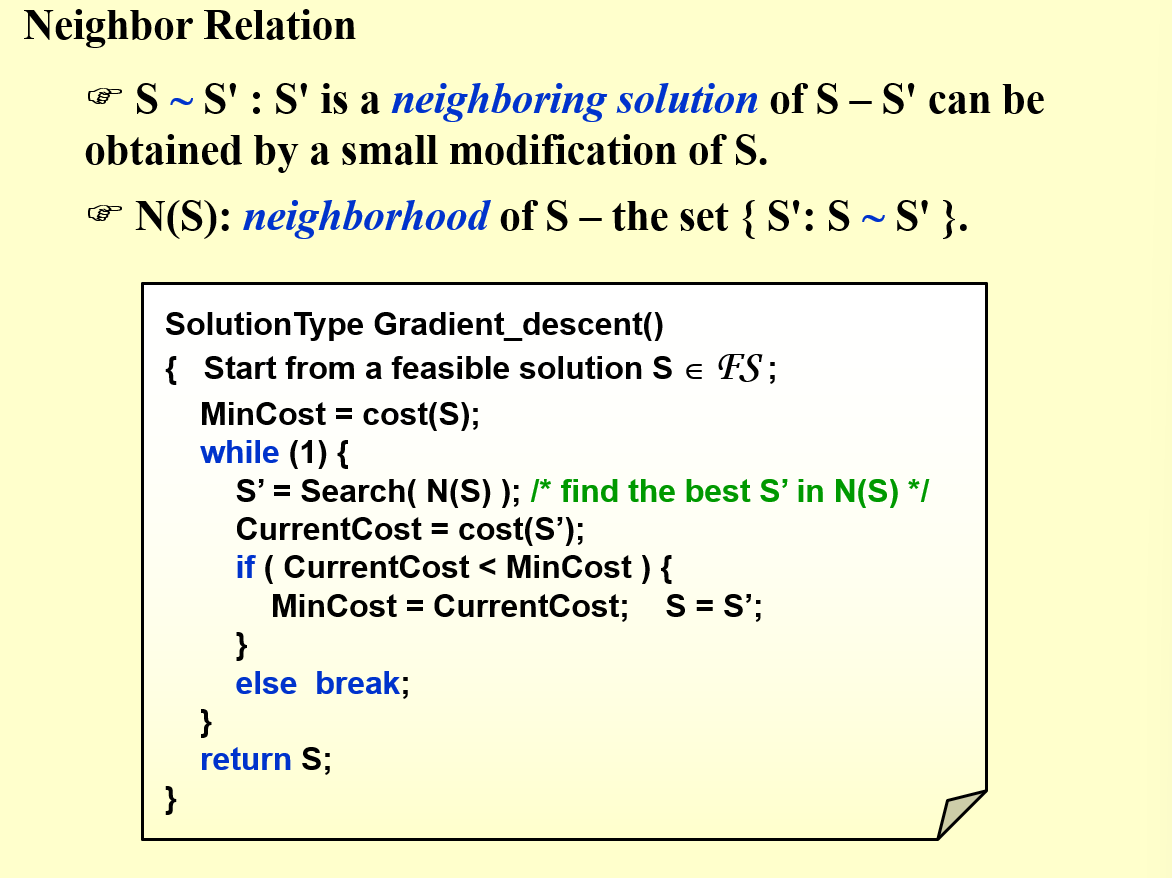 Neighbor Relation
☞ S ~ S' : S' is a neighboring solution of S – S' can be
obtained by a small modification of S.
☞ N(S): neighborhood of S – the set { S': S ~ S' }.
SolutionType Gradient_descent()
{ Start from a feasible solution S ∈ ℱ𝒮 ;
MinCost = cost(S);
while (1) {
S’ = Search( N(S) ); /* find the best S’ in N(S) */
CurrentCost = cost(S’);
if ( CurrentCost < MinCost ) {
MinCost = CurrentCost; S = S’;
}
else break;
}
return S;
}